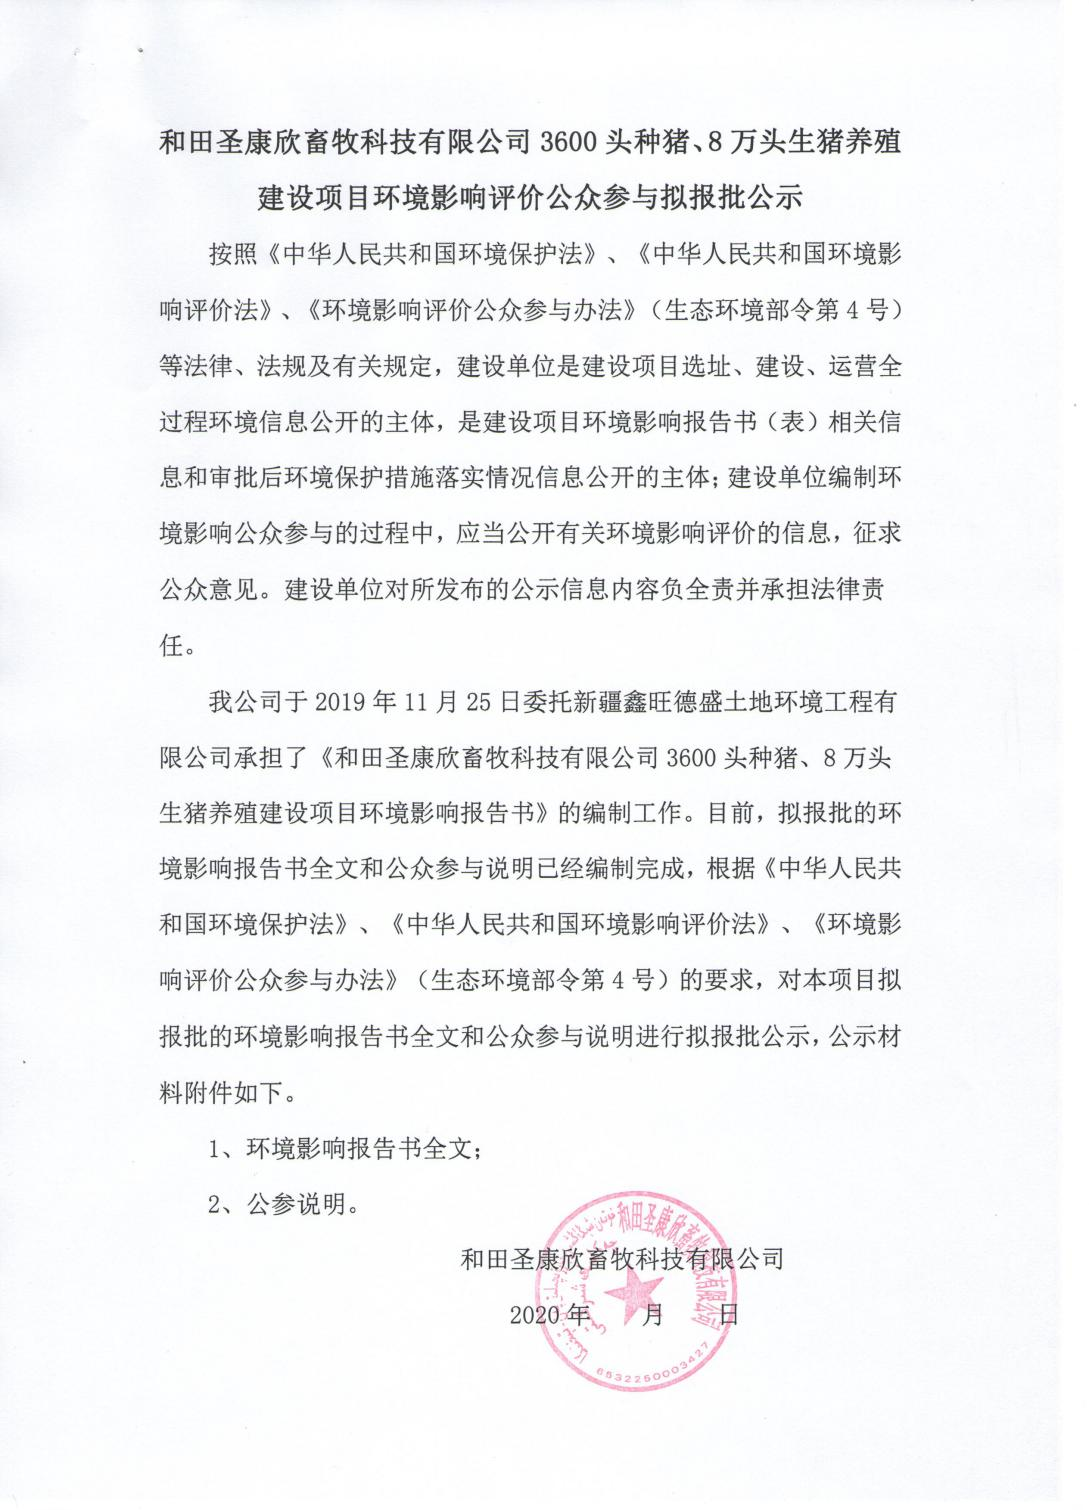 和田圣康欣畜牧科技有限公司 3600 头种猪、8 万头生猪养殖
建设项目环境影响评价公众参与拟报批公示
按照《中华人民共和国环境保护法》、《中华人民共和国环境影
响评价法》、《环境影响评价公众参与办法》（生态环境部令第 4 号）
等法律、法规及有关规定，建设单位是建设项目选址、建设、运营全
过程环境信息公开的主体，是建设项目环境影响报告书（表）相关信
息和审批后环境保护措施落实情况信息公开的主体；建设单位编制环
境影响公众参与的过程中，应当公开有关环境影响评价的信息，征求
公众意见。建设单位对所发布的公示信息内容负全责并承担法律责
任。
我公司于 2019 年 11 月 25 日委托新疆鑫旺德盛土地环境工程有
限公司承担了《和田圣康欣畜牧科技有限公司 3600 头种猪、8 万头
生猪养殖建设项目环境影响报告书》的编制工作。目前，拟报批的环
境影响报告书全文和公众参与说明已经编制完成，根据《中华人民共
和国环境保护法》、《中华人民共和国环境影响评价法》、《环境影
响评价公众参与办法》（生态环境部令第 4 号）的要求，对本项目拟
报批的环境影响报告书全文和公众参与说明进行拟报批公示，公示材
料附件如下。
1、环境影响报告书全文；
2、公参说明。
和田圣康欣畜牧科技有限公司
和田圣康欣畜牧科技有限公司
2020 年 月 日
6532250003427